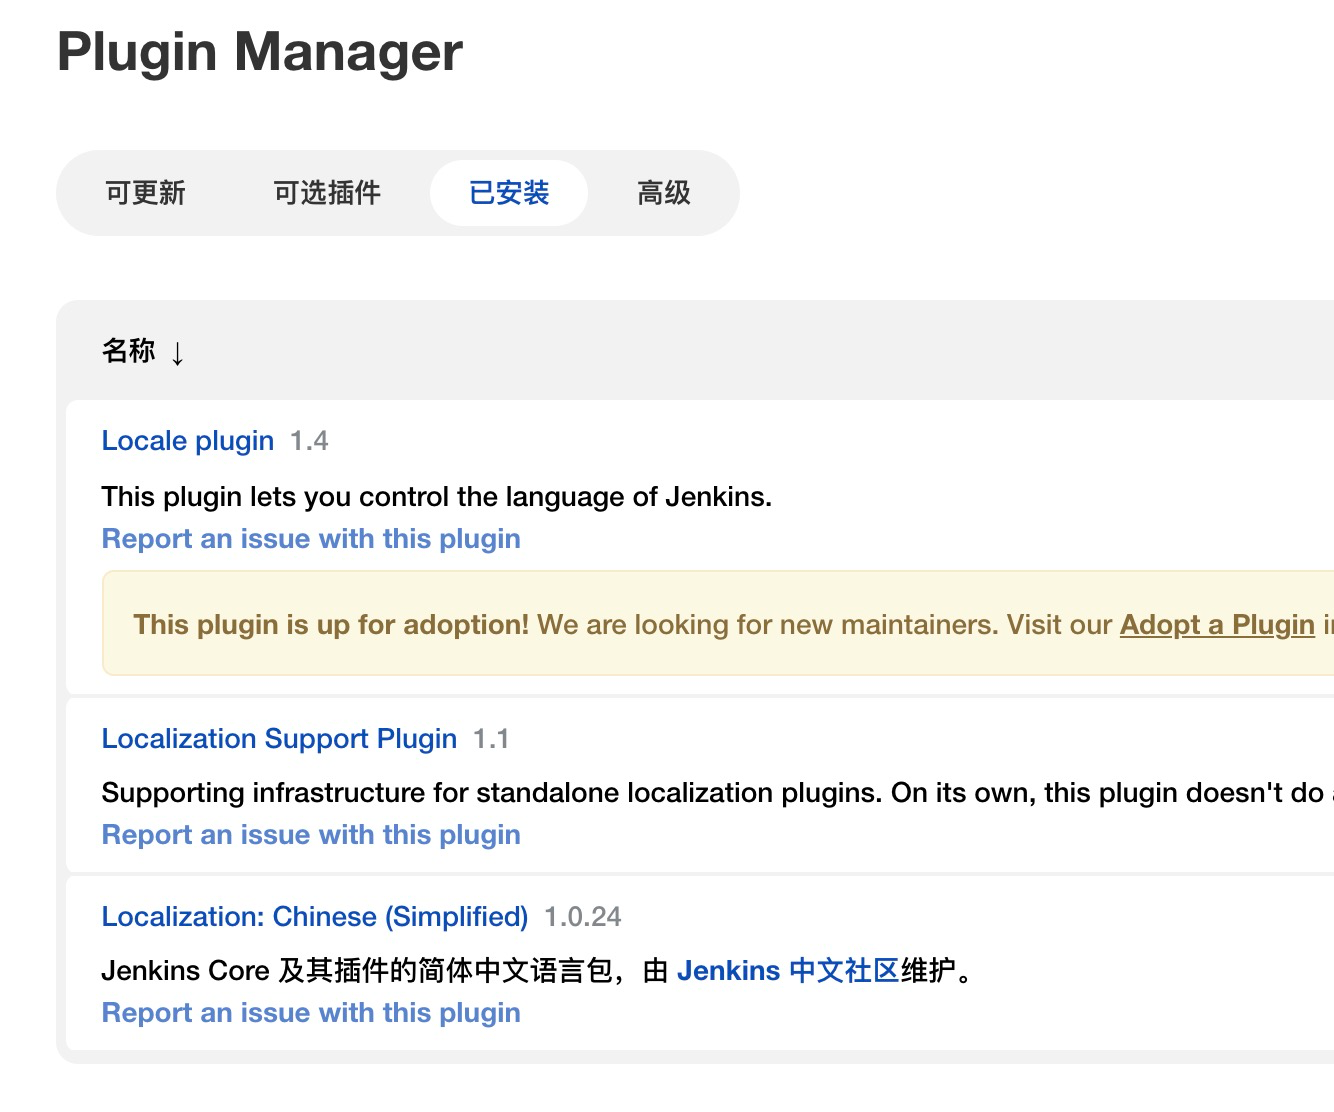 Plugin Manager
可更新 可选插件 已安装 高级
名称 ↓
Locale plugin 1.4
This plugin lets you control the language of Jenkins.
Report an issue with this plugin
This plugin is up for adoption! We are looking for new maintainers. Visit our Adopt a Plugin
Localization Support Plugin 1.1
Supporting infrastructure for standalone localization plugins. On its own, this plugin doesn't do
Report an issue with this plugin
Localization: Chinese (Simplified) 1.0.24
Jenkins Core 及其插件的简体中文语言包，由 Jenkins 中文社区维护。
Report an issue with this plugin